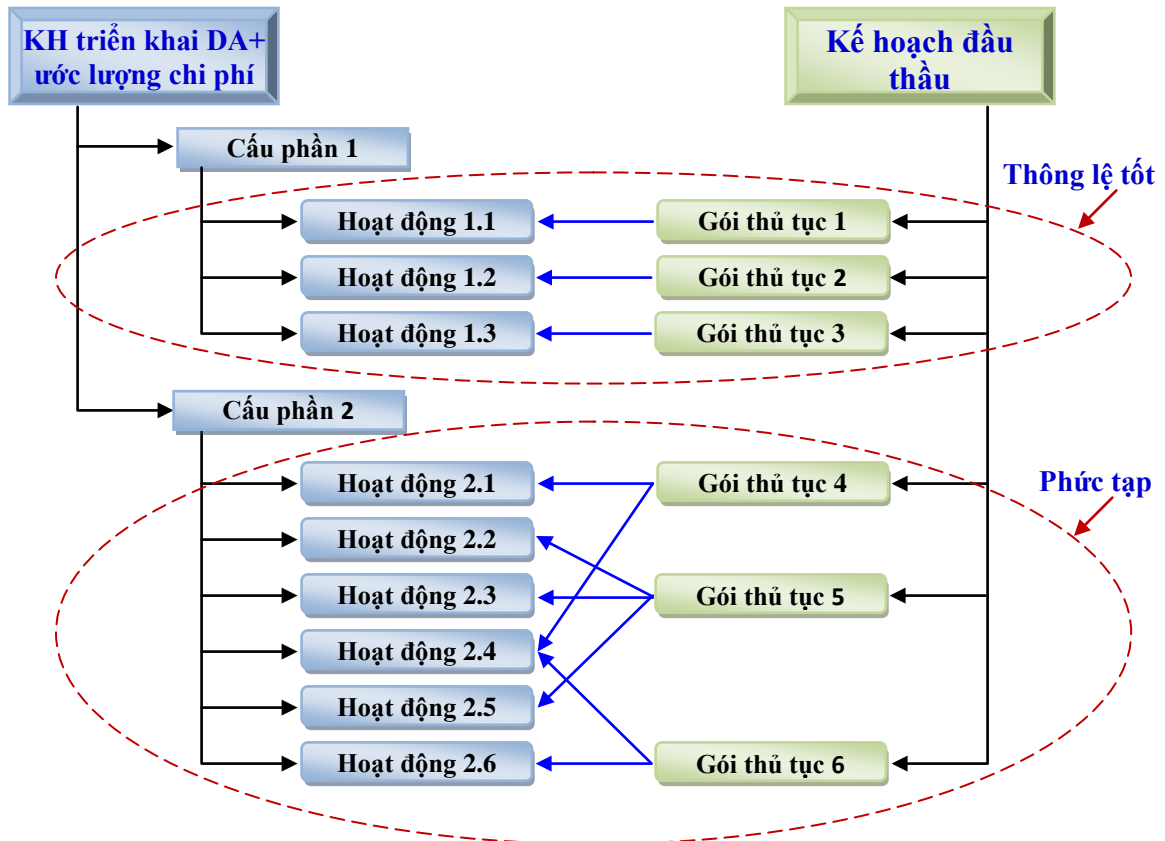 KH triển khai DA+
ước lượng chi phí
Kế hoạch đầu
thầu
Cấu phần 1
Thông lệ tốt
Hoạt động 1.1
Gói thủ tục 1
Hoạt động 1.2
Gói thủ tục 2
Hoạt động 1.3
Gói thủ tục 3
Cấu phần 2
Hoạt động 2.1
Gói thủ tục 4
Phức tạp
Hoạt động 2.2
Hoạt động 2.3
Gói thủ tục 5
Hoạt động 2.4
Hoạt động 2.5
Hoạt động 2.6
Gói thủ tục 6